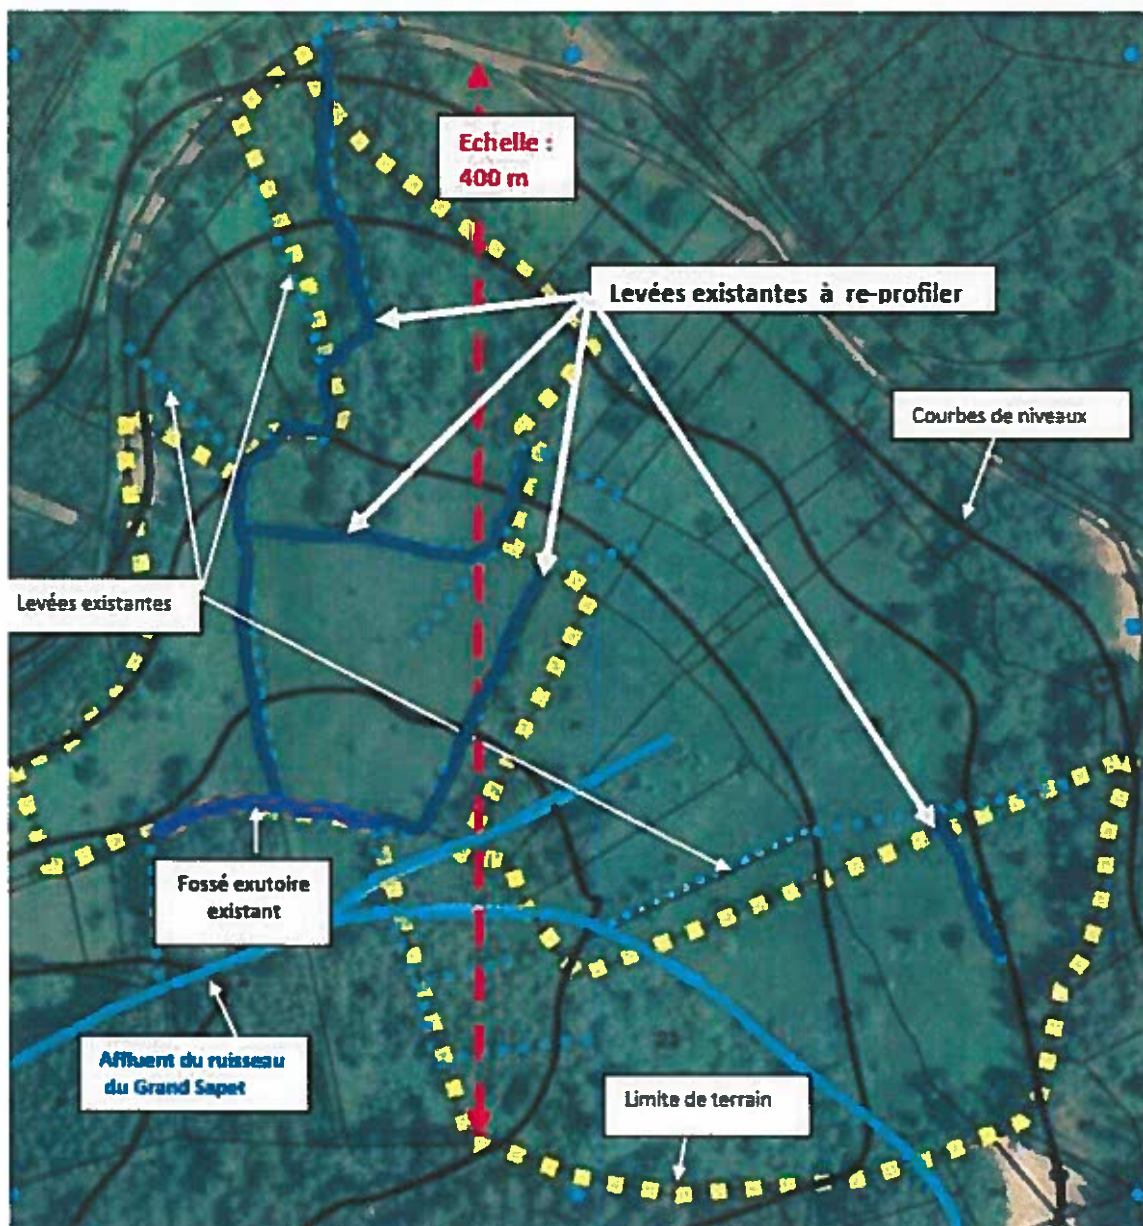 Echelle :
400 m
Levées existantes à re-profiler
Courbes de niveaux
Levées existantes
Fossé exutoire
existant
Affluent du ruisseau
du Grand Sapet
Limite de terrain